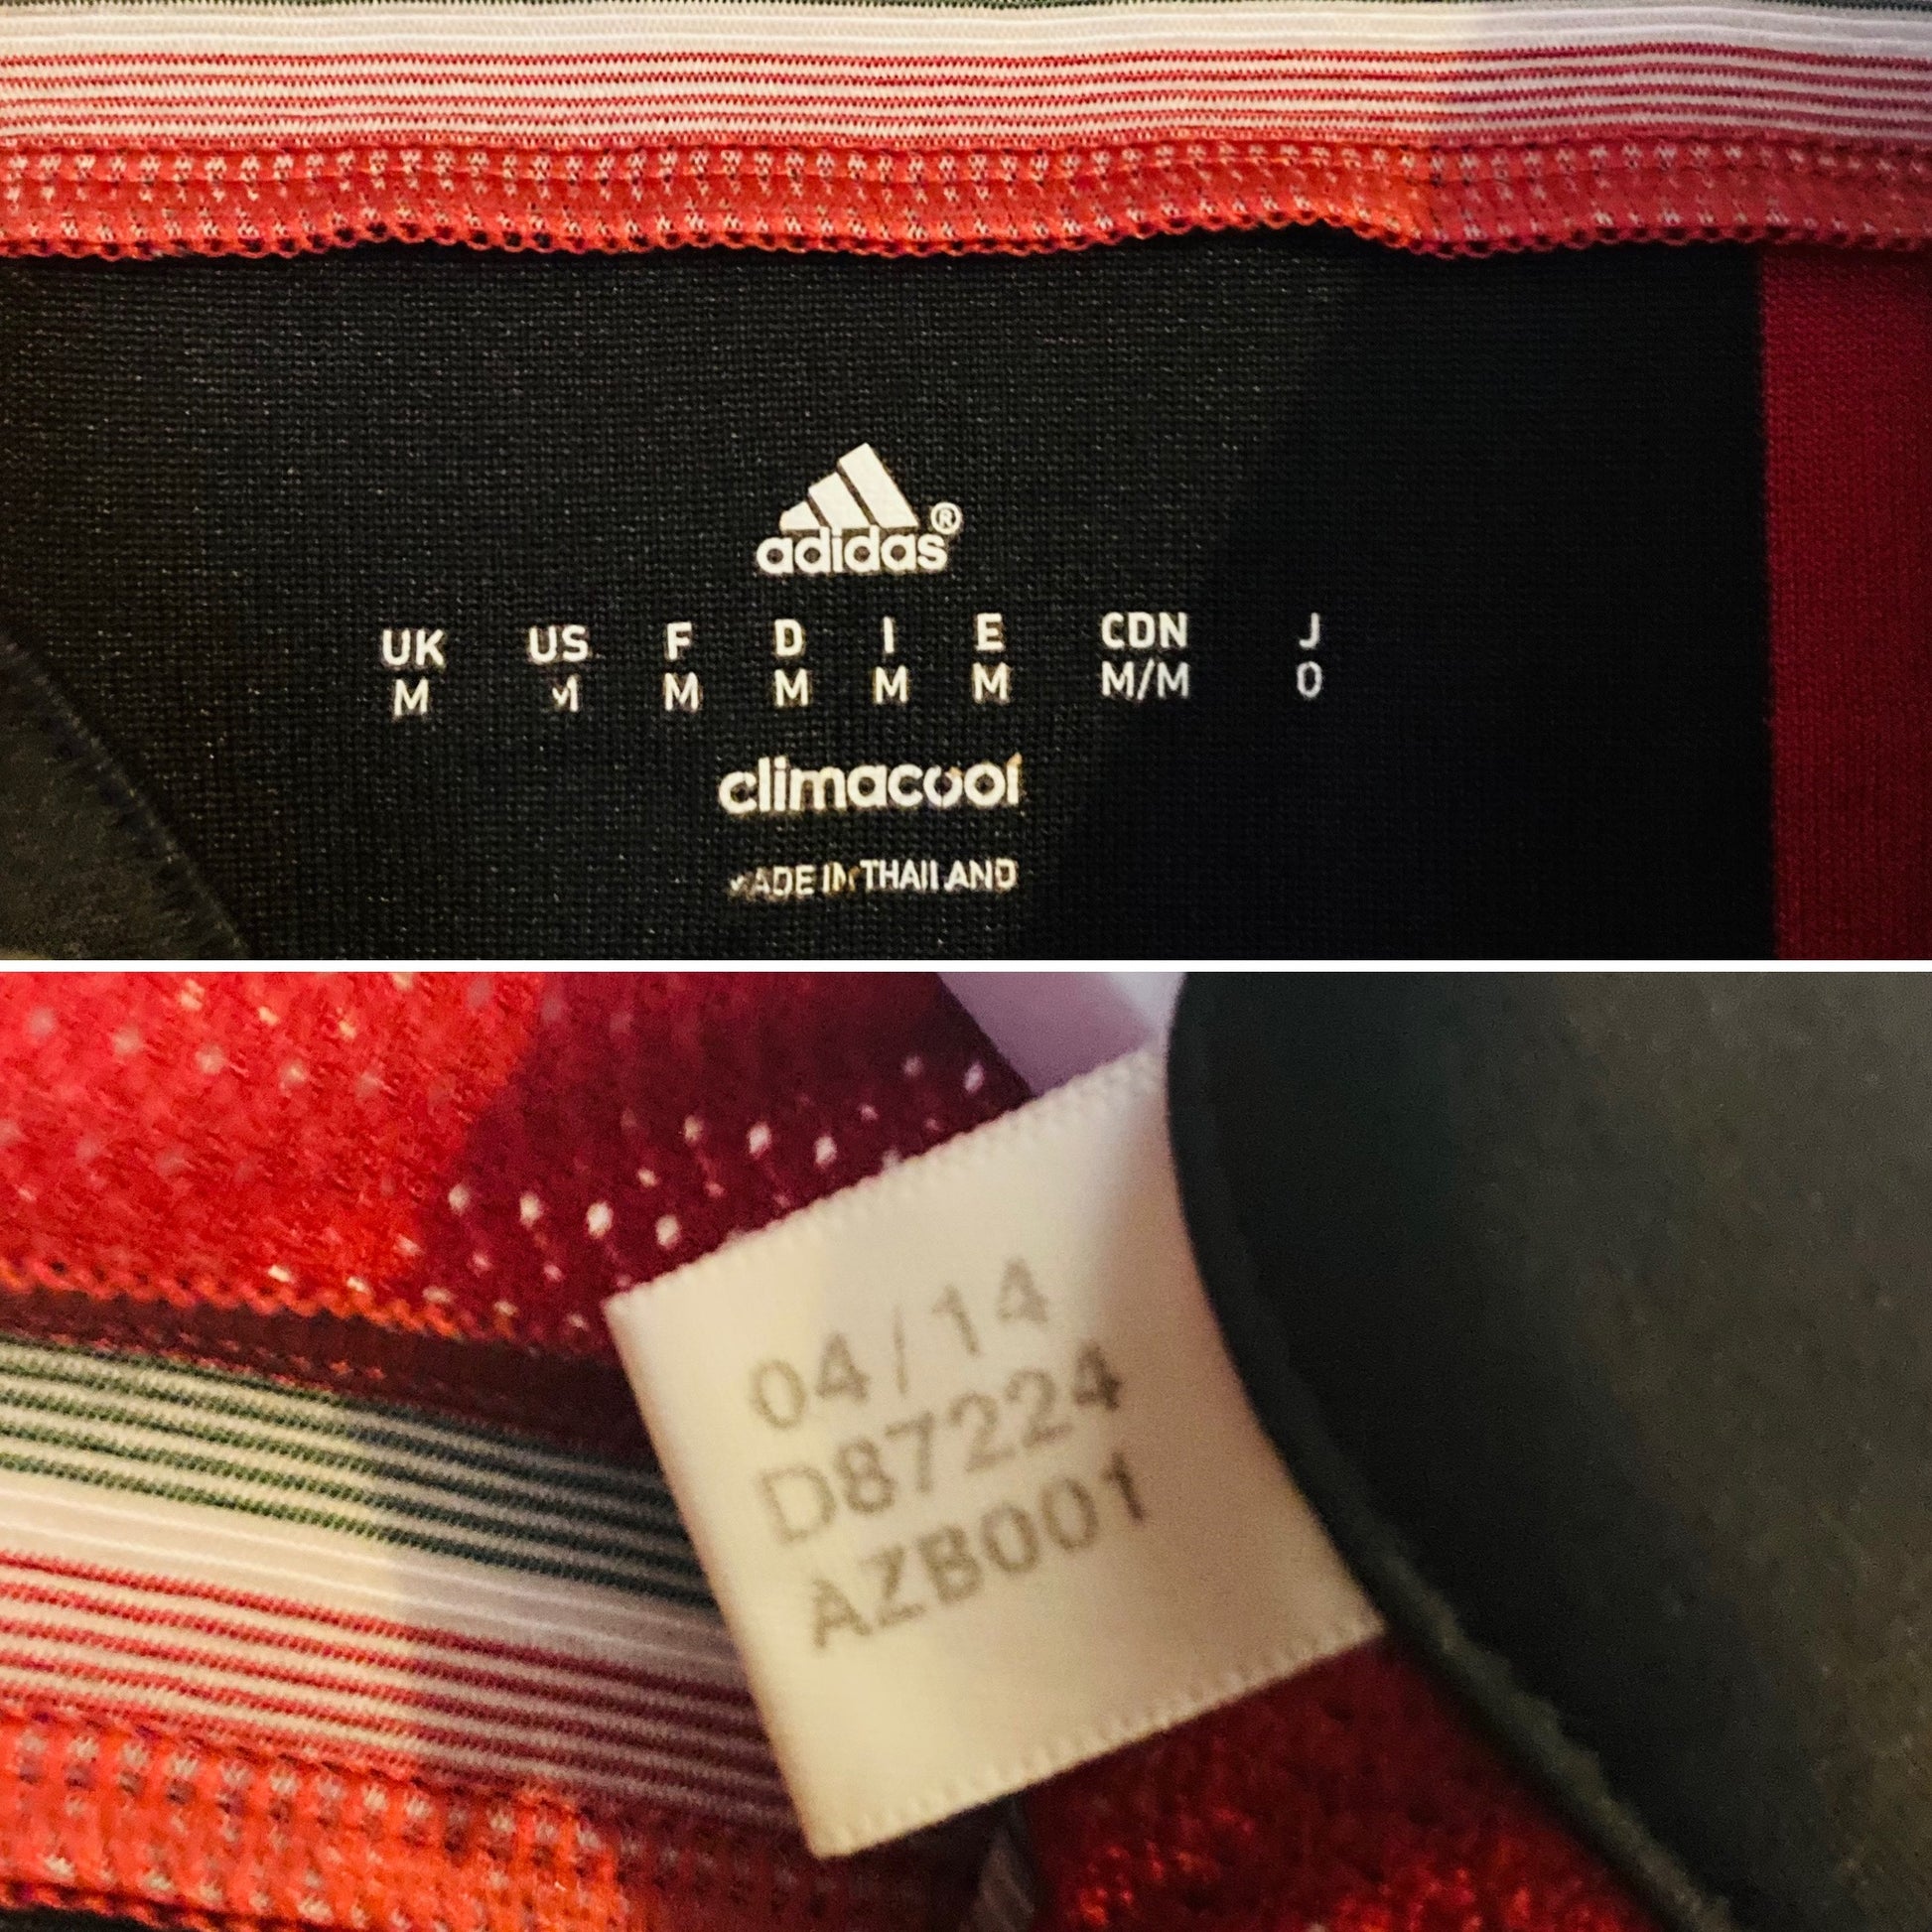 adidas®
UK US F D I E CDN J
M M M M M M M/M O
climacool
MADE IN THAILAND
04/14
D87224
AZB001